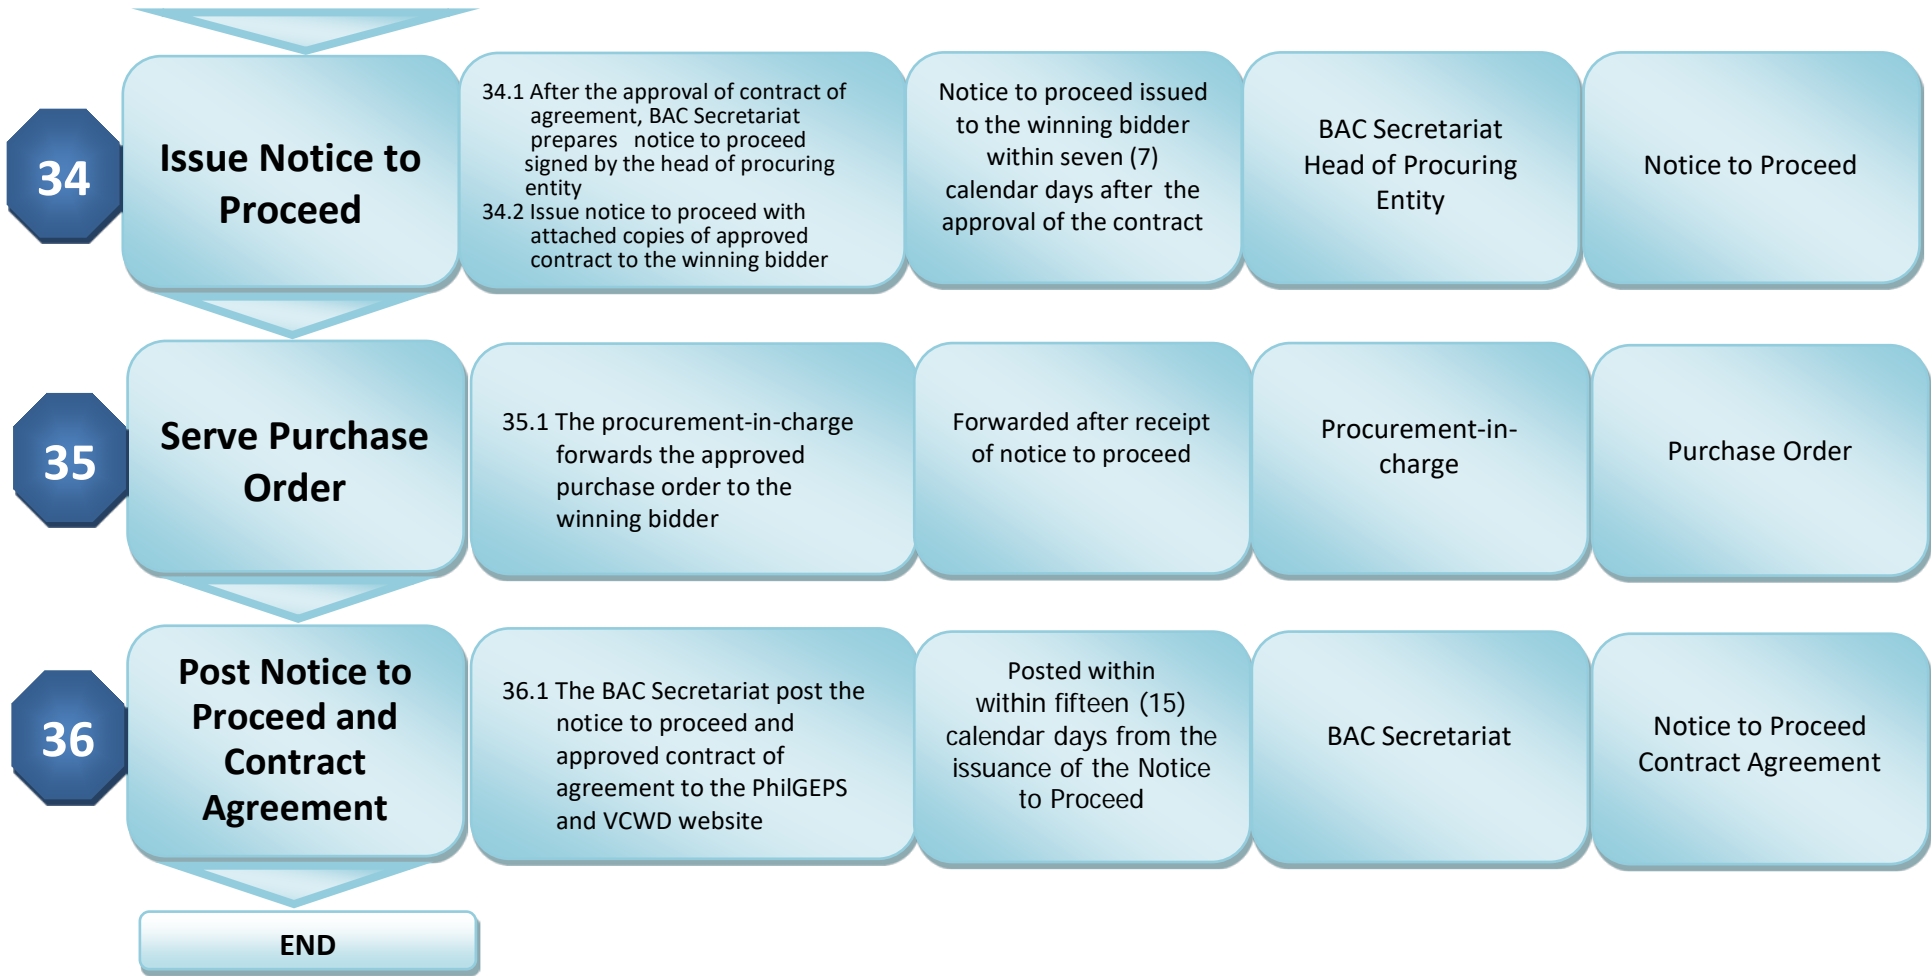 34
Issue Notice to
Proceed
34.1 After the approval of contract of
agreement, BAC Secretariat
prepares notice to proceed
signed by the head of procuring
entity
34.2 Issue notice to proceed with
attached copies of approved
contract to the winning bidder
Notice to proceed issued
to the winning bidder
within seven (7)
calendar days after the
approval of the contract
BAC Secretariat
Head of Procuring
Entity
Notice to Proceed
35
Serve Purchase
Order
35.1 The procurement-in-charge
forwards the approved
purchase order to the
winning bidder
Forwarded after receipt
of notice to proceed
Procurement-in-
charge
Purchase Order
36
Post Notice to
Proceed and
Contract
Agreement
36.1 The BAC Secretariat post the
notice to proceed and
approved contract of
agreement to the PhilGEPS
and VCWD website
Posted within
within fifteen (15)
calendar days from the
issuance of the Notice
to Proceed
BAC Secretariat
Notice to Proceed
Contract Agreement
END